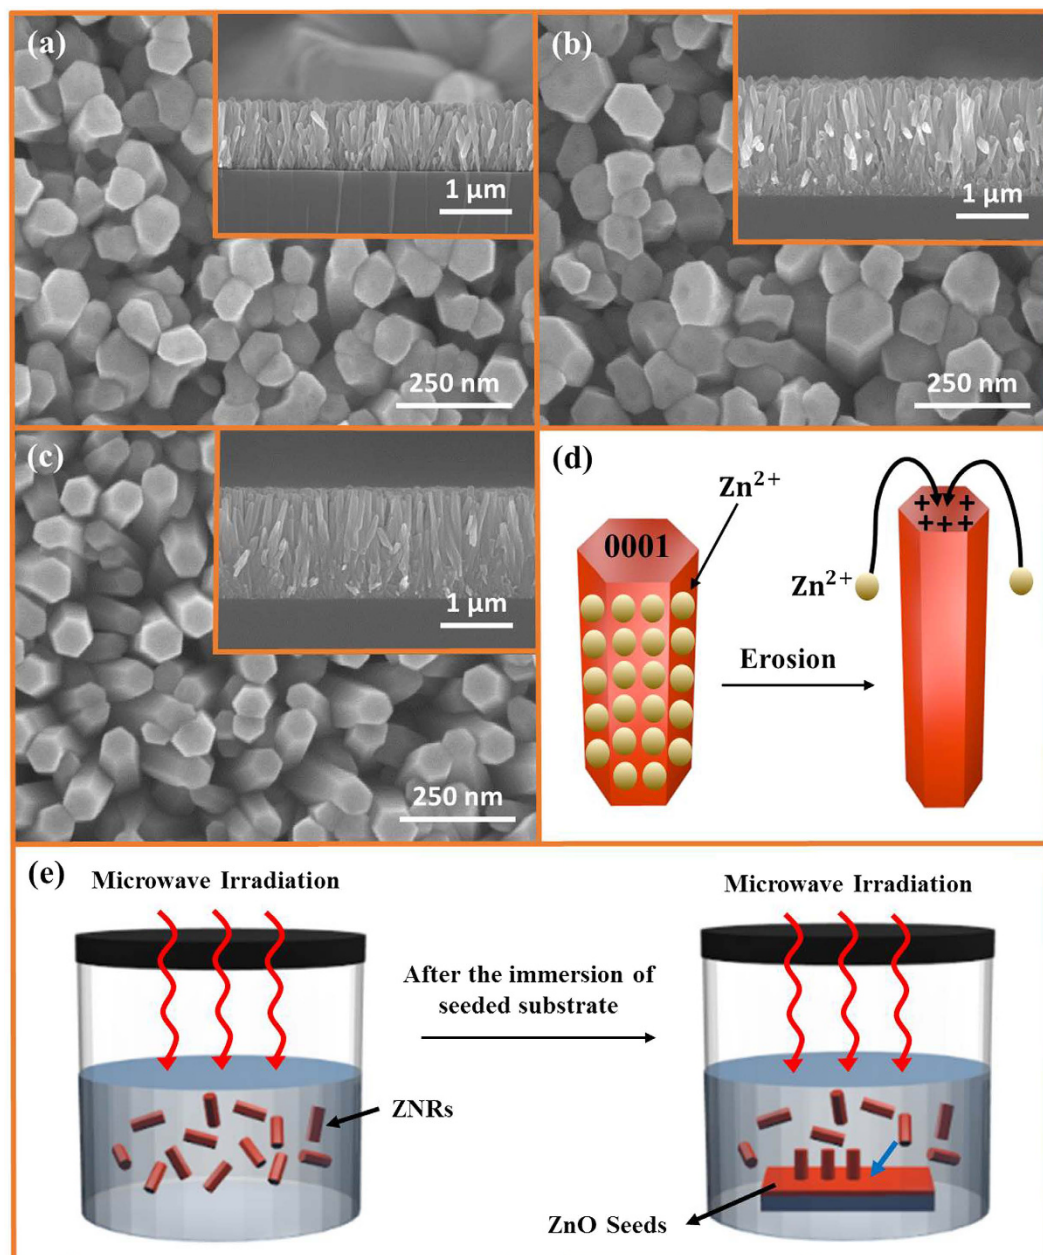 (a)
1 µm
250 nm
(b)
1 µm
250 nm
(c)
1 µm
250 nm
(d)
Zn²⁺
0001
+ +
+ + +
Zn²⁺
Erosion
(e)
Microwave Irradiation
Microwave Irradiation
After the immersion of
seeded substrate
ZNRs
ZnO Seeds